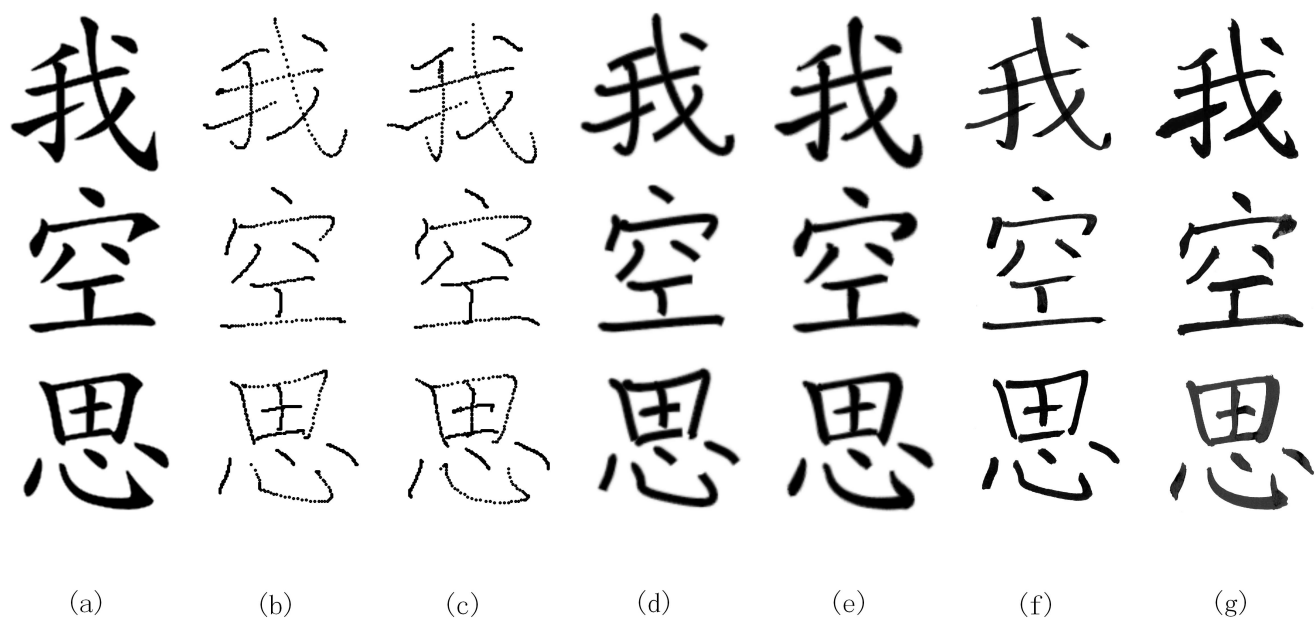 我 我 我 我 我 我 我
空 空 空 空 空 空 空
思 思 思 思 思 思 思
(a) (b) (c) (d) (e) (f) (g)